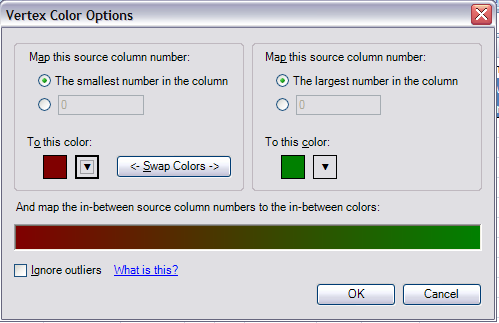 Vertex Color Options
Map this source column number:
The smallest number in the column
0
To this color:
<- Swap Colors ->
Map this source column number:
The largest number in the column
0
To this color:
And map the in-between source column numbers to the in-between colors:
Ignore outliers What is this?
OK Cancel